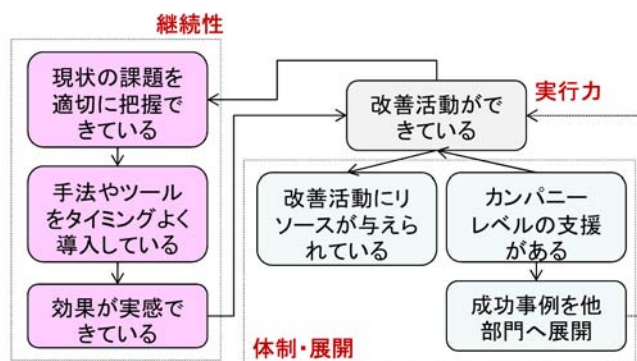 継続性
現状の課題を
適切に把握で
きている
手法やツール
をタイミングよく
導入している
効果が実感で
きている
改善活動がで
きている
実行力
改善活動にリ
ソースが与えら
れている
カンパニー
レベルの支援
がある
成功事例を他
部門へ展開
体制・展開